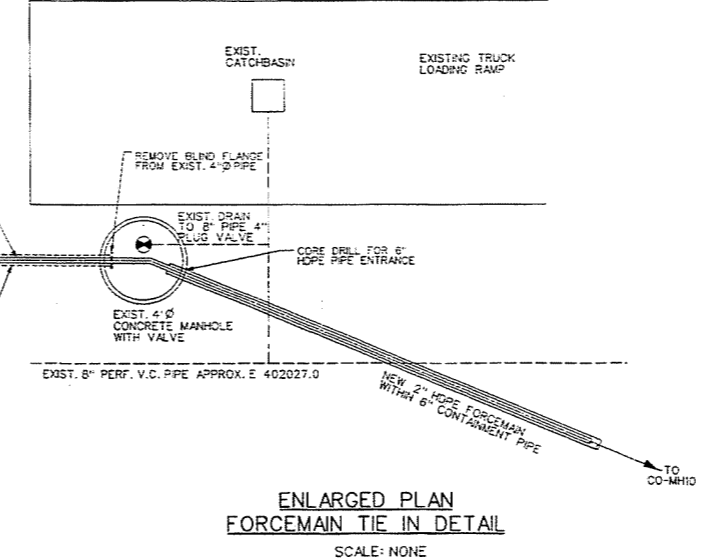 EXIST.
CATCHBASIN
EXISTING TRUCK
LOADING RAMP
REMOVE BLIND FLANGE
FROM EXIST. 4"Ø PIPE
EXIST. DRAIN
TO 8" PIPE 4"
PLUG VALVE
CORE DRILL FOR 6"
HDPE PIPE ENTRANCE
EXIST. 4'Ø
CONCRETE MANHOLE
WITH VALVE
EXIST. 8" PERF. V.C. PIPE APPROX. E 402027.0
NEW 2" HDPE FORCEMAIN
WITHIN 6" CONTAINMENT PIPE
TO
CO-MH10
ENLARGED PLAN
FORCEMAIN TIE IN DETAIL
SCALE: NONE